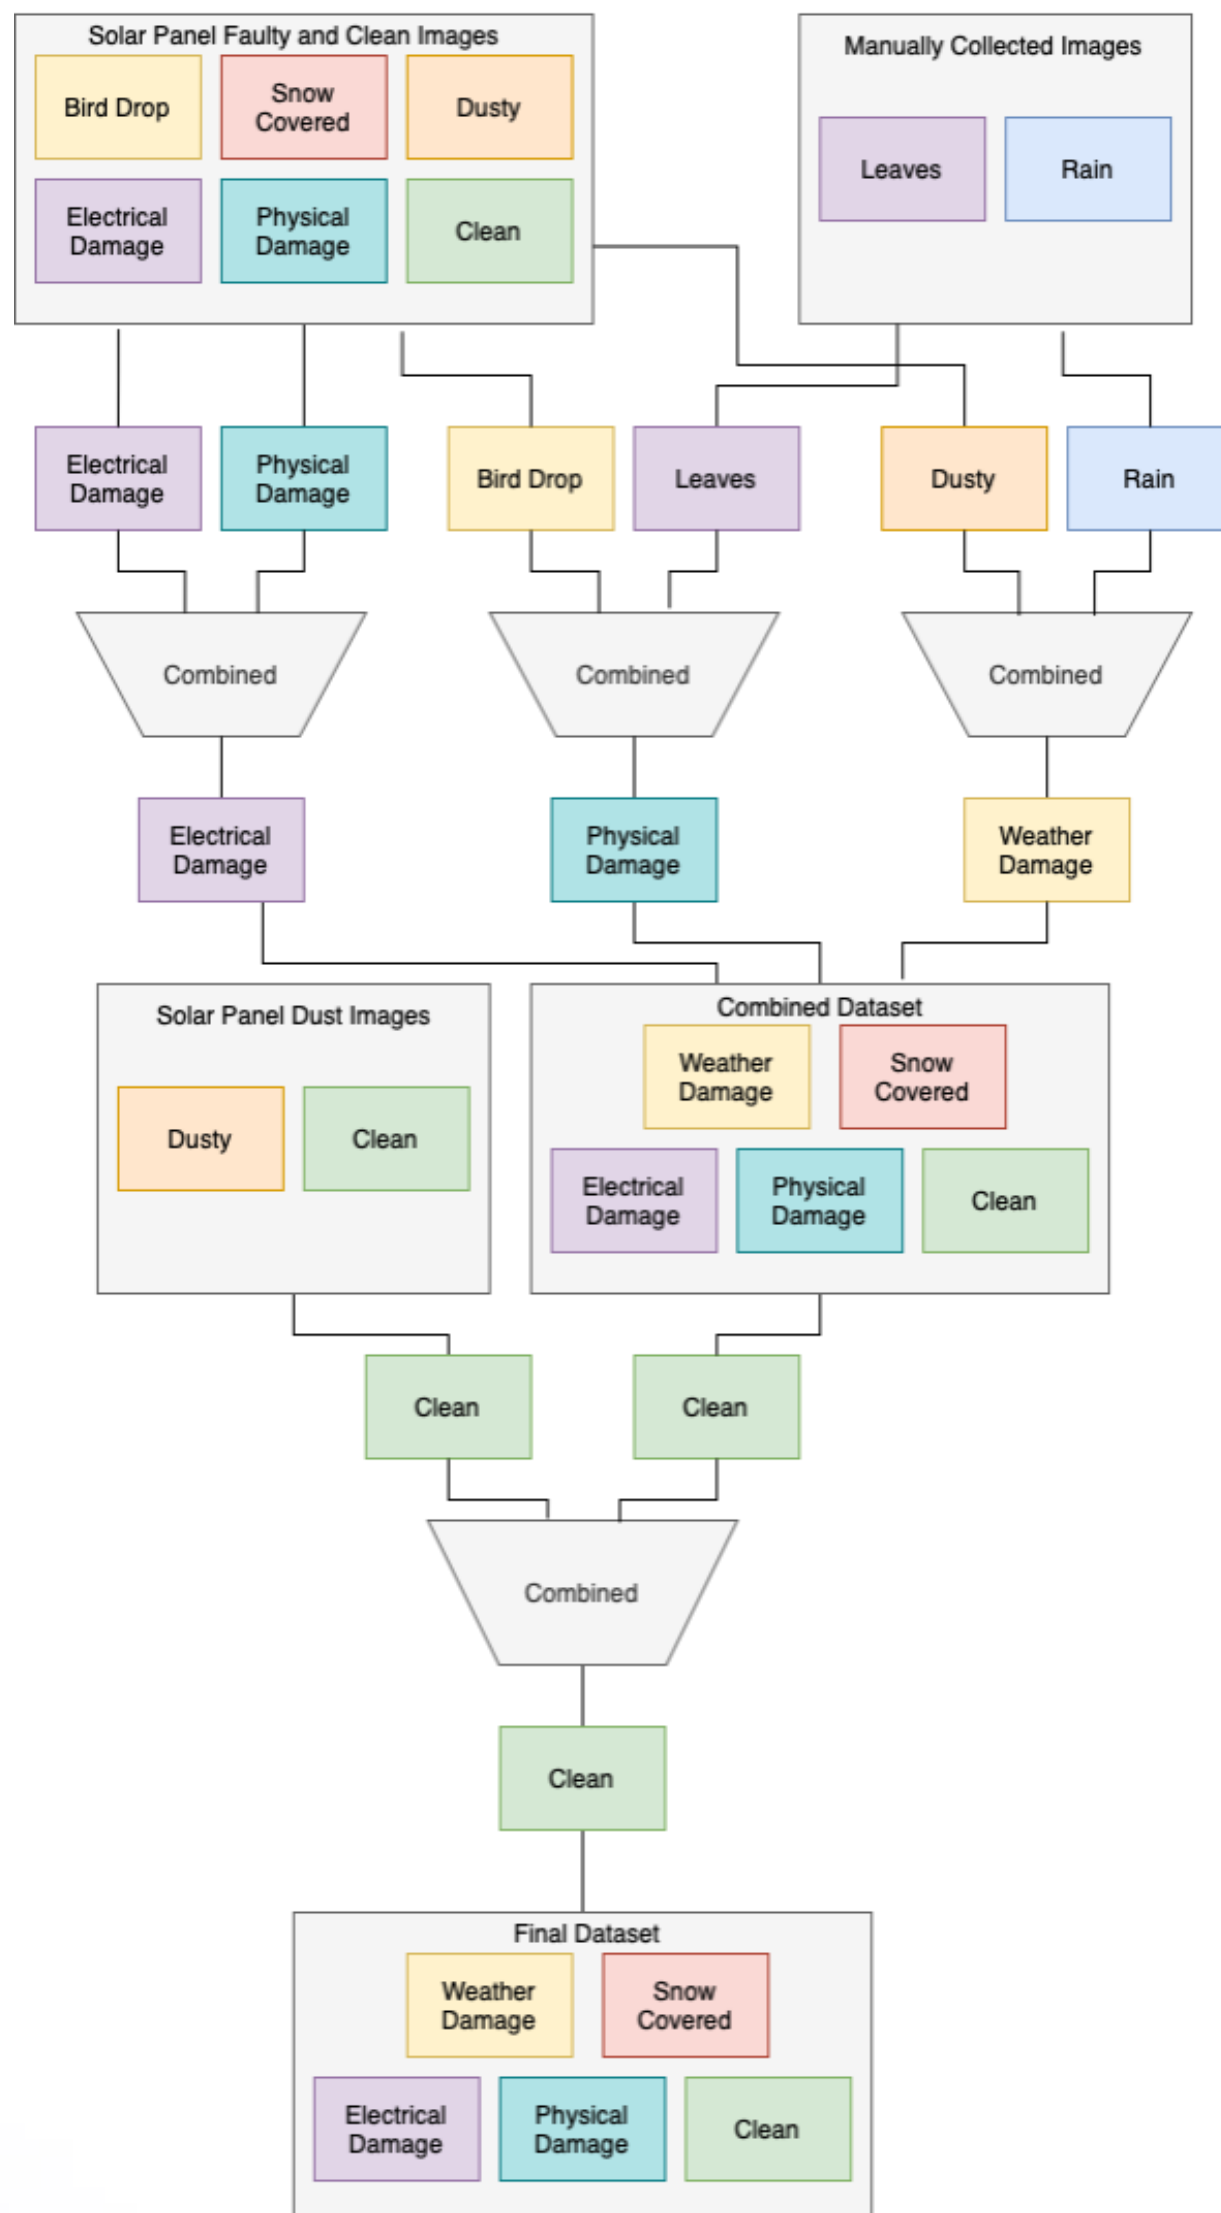 Solar Panel Faulty and Clean Images
Bird Drop
Snow
Covered
Dusty
Electrical
Damage
Physical
Damage
Clean
Manually Collected Images
Leaves
Rain
Electrical
Damage
Physical
Damage
Bird Drop
Leaves
Dusty
Rain
Combined
Combined
Combined
Electrical
Damage
Physical
Damage
Weather
Damage
Solar Panel Dust Images
Dusty
Clean
Combined Dataset
Weather
Damage
Snow
Covered
Electrical
Damage
Physical
Damage
Clean
Clean
Clean
Combined
Clean
Final Dataset
Weather
Damage
Snow
Covered
Electrical
Damage
Physical
Damage
Clean